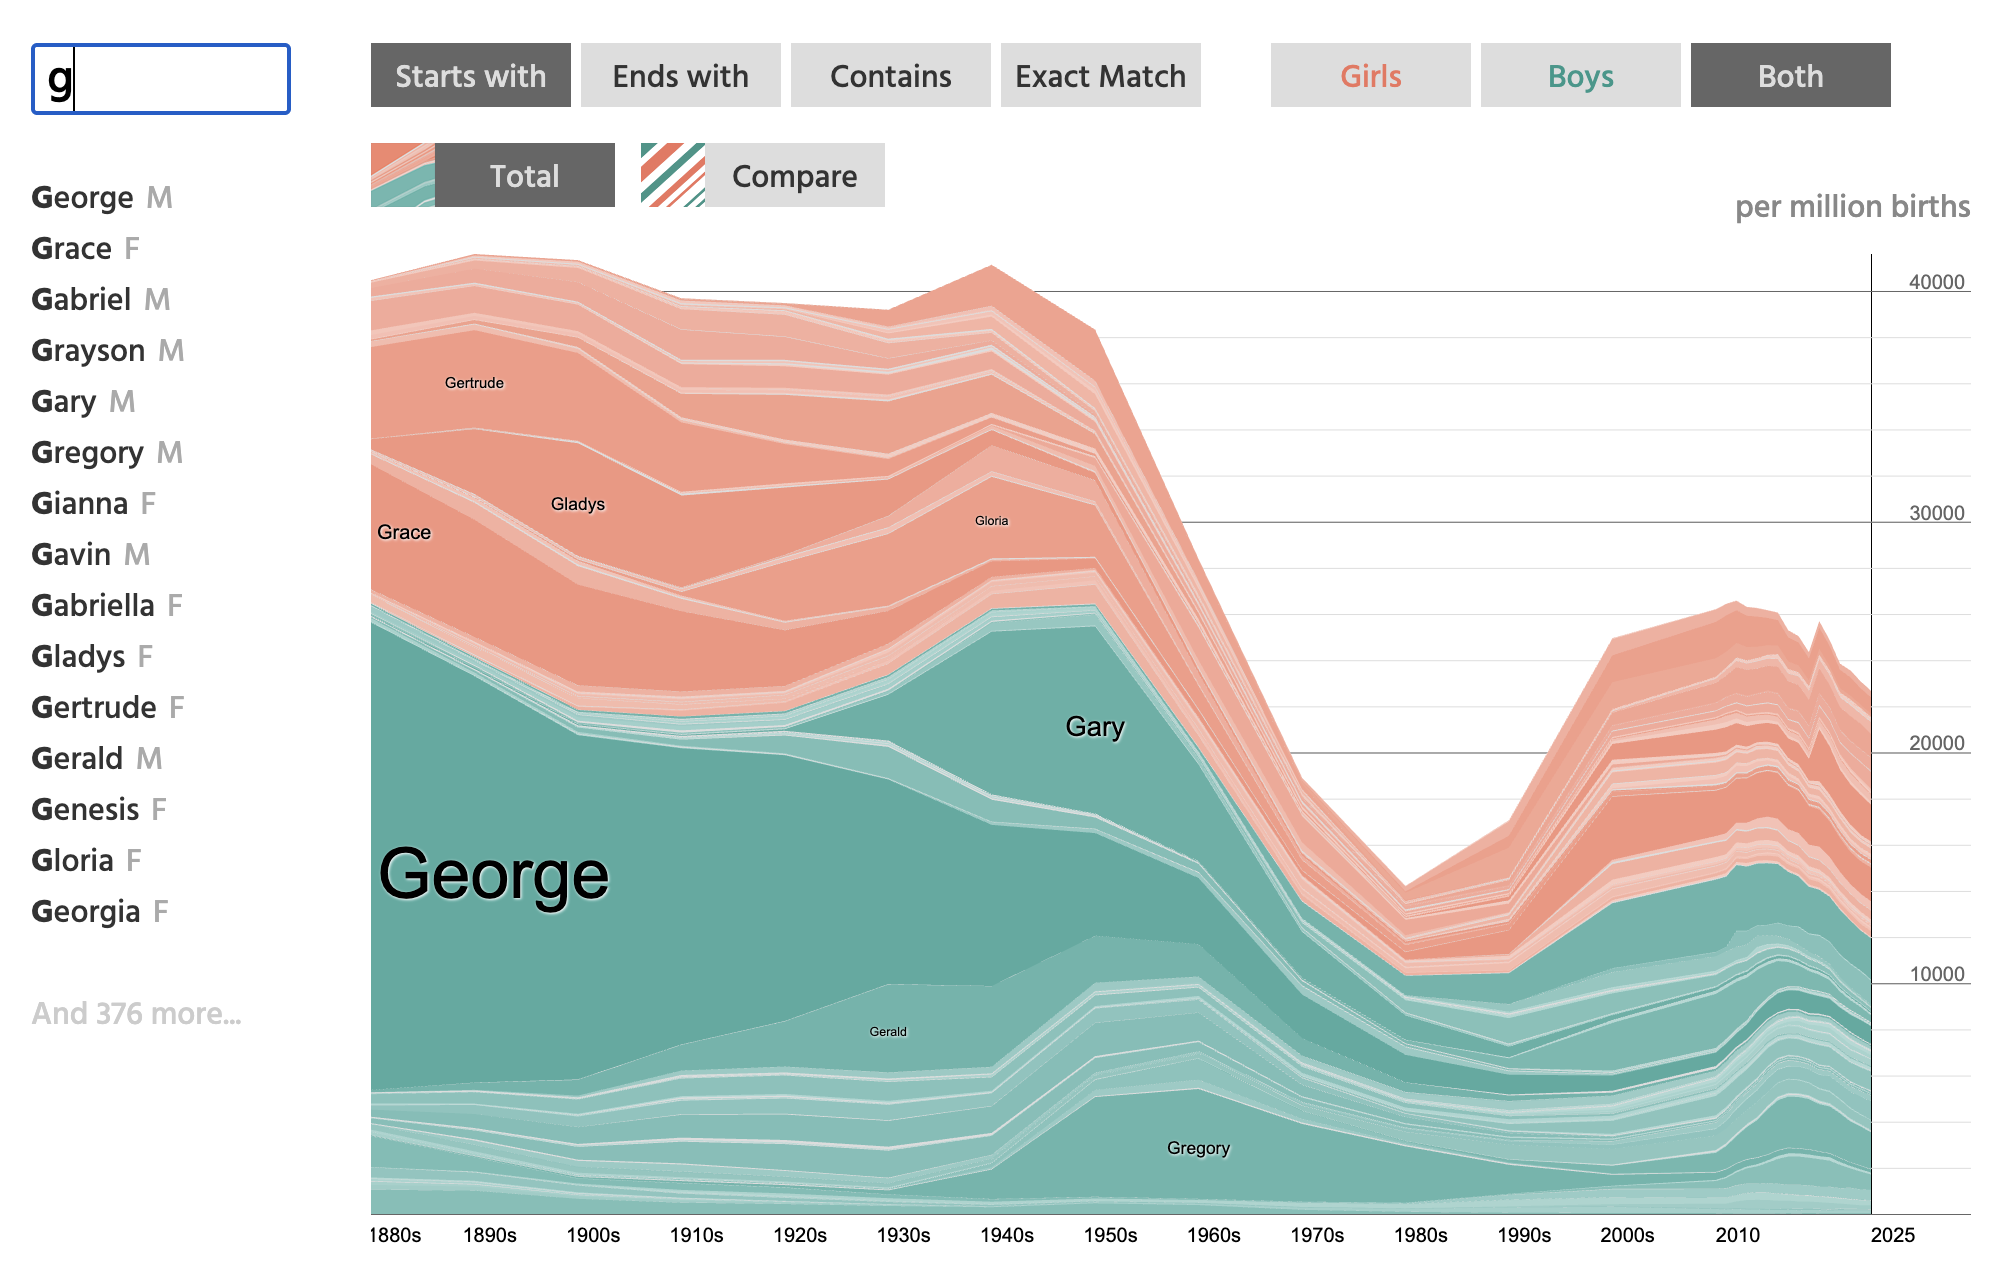 g
Starts with
Ends with
Contains
Exact Match
Girls
Boys
Both
Total
Compare
per million births
George M
Grace F
Gabriel M
Grayson M
Gary M
Gregory M
Gianna F
Gavin M
Gabriella F
Gladys F
Gertrude F
Gerald M
Genesis F
Gloria F
Georgia F
And 376 more...
Gertrude
Gladys
Grace
Gloria
Gary
George
Gerald
Gregory
40000
30000
20000
10000
1880s 1890s 1900s 1910s 1920s 1930s 1940s 1950s 1960s 1970s 1980s 1990s 2000s 2010 2025